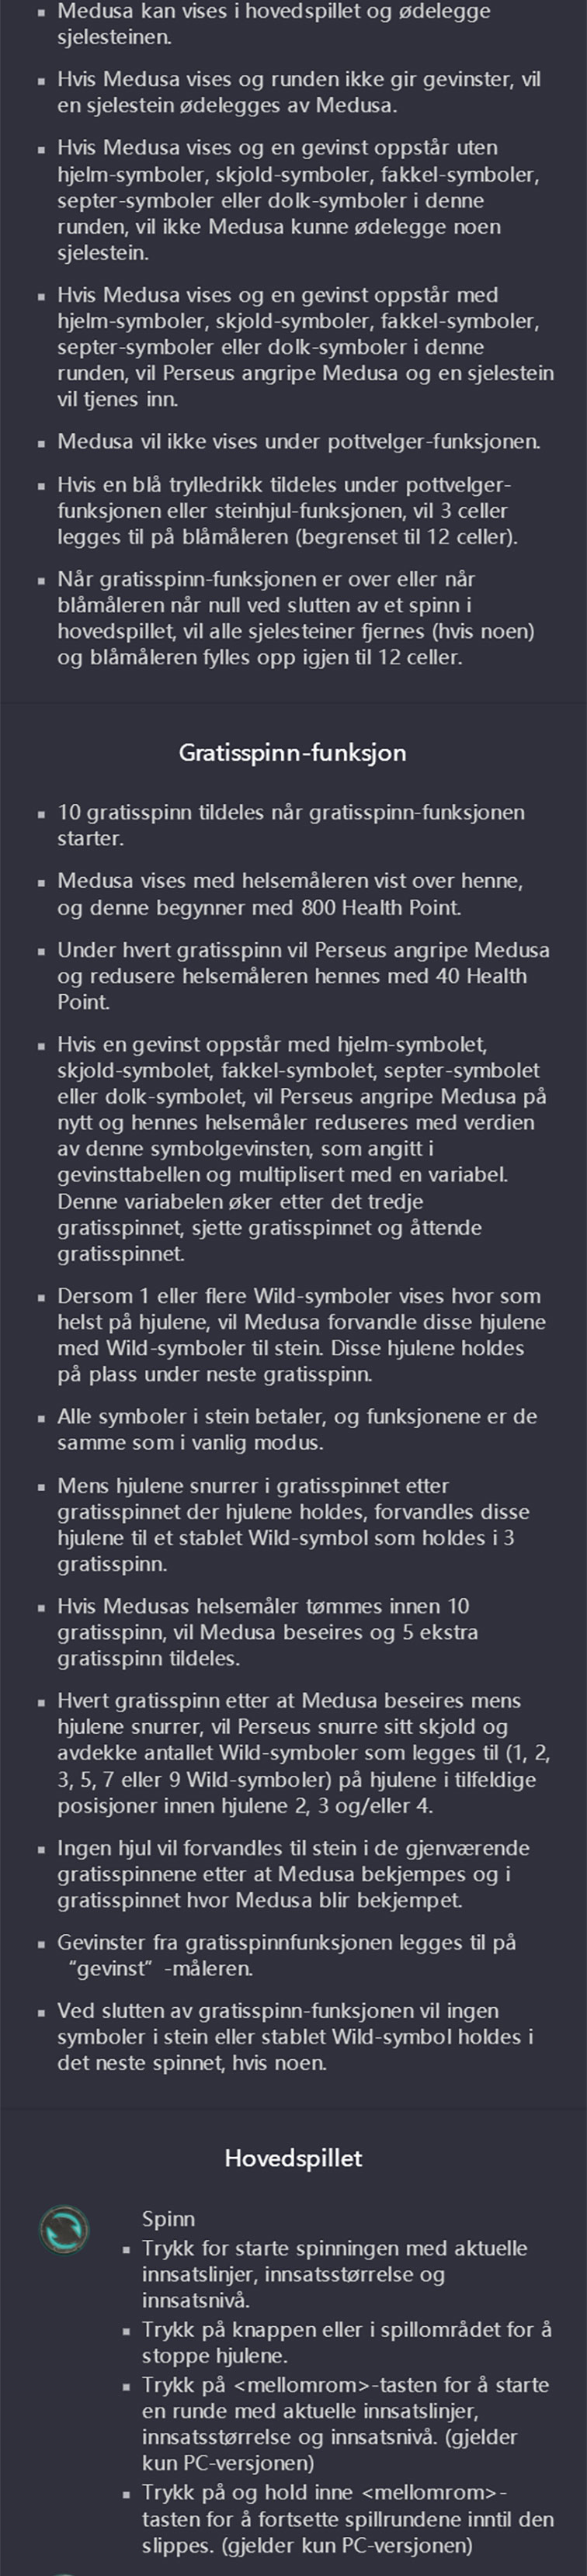 ▪ Medusa kan vises i hovedspillet og ødelegge
sjelesteinen.
▪ Hvis Medusa vises og runden ikke gir gevinster, vil
en sjelestein ødelegges av Medusa.
▪ Hvis Medusa vises og en gevinst oppstår uten
hjelm-symboler, skjold-symboler, fakkel-symboler,
septer-symboler eller dolk-symboler i denne
runden, vil ikke Medusa kunne ødelegge noen
sjelestein.
▪ Hvis Medusa vises og en gevinst oppstår med
hjelm-symboler, skjold-symboler, fakkel-symboler,
septer-symboler eller dolk-symboler i denne
runden, vil Perseus angripe Medusa og en sjelestein
vil tjenes inn.
▪ Medusa vil ikke vises under pottvelger-funksjonen.
▪ Hvis en blå trylledrikk tildeles under pottvelger-
funksjonen eller steinhjul-funksjonen, vil 3 celler
legges til på blåmåleren (begrenset til 12 celler).
▪ Når gratisspinn-funksjonen er over eller når
blåmåleren når null ved slutten av et spinn i
hovedspillet, vil alle sjelesteiner fjernes (hvis noen)
og blåmåleren fylles opp igjen til 12 celler.
Gratisspinn-funksjon
▪ 10 gratisspinn tildeles når gratisspinn-funksjonen
starter.
▪ Medusa vises med helsemåleren vist over henne,
og denne begynner med 800 Health Point.
▪ Under hvert gratisspinn vil Perseus angripe Medusa
og redusere helsemåleren hennes med 40 Health
Point.
▪ Hvis en gevinst oppstår med hjelm-symbolet,
skjold-symbolet, fakkel-symbolet, septer-symbolet
eller dolk-symbolet, vil Perseus angripe Medusa på
nytt og hennes helsemåler reduseres med verdien
av denne symbolgevinsten, som angitt i
gevinsttabellen og multiplisert med en variabel.
Denne variabelen øker etter det tredje
gratisspinnet, sjette gratisspinnet og åttende
gratisspinnet.
▪ Dersom 1 eller flere Wild-symboler vises hvor som
helst på hjulene, vil Medusa forvandle disse hjulene
med Wild-symboler til stein. Disse hjulene holdes
på plass under neste gratisspinn.
▪ Alle symboler i stein betaler, og funksjonene er de
samme som i vanlig modus.
▪ Mens hjulene snurrer i gratisspinnet etter
gratisspinnet der hjulene holdes, forvandles disse
hjulene til et stablet Wild-symbol som holdes i 3
gratisspinn.
▪ Hvis Medusas helsemåler tømmes innen 10
gratisspinn, vil Medusa beseires og 5 ekstra
gratisspinn tildeles.
▪ Hvert gratisspinn etter at Medusa beseires mens
hjulene snurrer, vil Perseus snurre sitt skjold og
avdekke antallet Wild-symboler som legges til (1, 2,
3, 5, 7 eller 9 Wild-symboler) på hjulene i tilfeldige
posisjoner innen hjulene 2, 3 og/eller 4.
▪ Ingen hjul vil forvandles til stein i de gjenværende
gratisspinnene etter at Medusa bekjempes og i
gratisspinnet hvor Medusa blir bekjempet.
▪ Gevinster fra gratisspinnfunksjonen legges til på
“gevinst” -måleren.
▪ Ved slutten av gratisspinn-funksjonen vil ingen
symboler i stein eller stablet Wild-symbol holdes i
det neste spinnet, hvis noen.
Hovedspillet
Spinn
▪ Trykk for starte spinningen med aktuelle
innsatslinjer, innsatsstørrelse og
innsatsnivå.
▪ Trykk på knappen eller i spillområdet for å
stoppe hjulene.
▪ Trykk på <mellomrom>-tasten for å starte
en runde med aktuelle innsatslinjer,
innsatsstørrelse og innsatsnivå. (gjelder
kun PC-versjonen)
▪ Trykk på og hold inne <mellomrom>-
tasten for å fortsette spillrundene inntil den
slippes. (gjelder kun PC-versjonen)